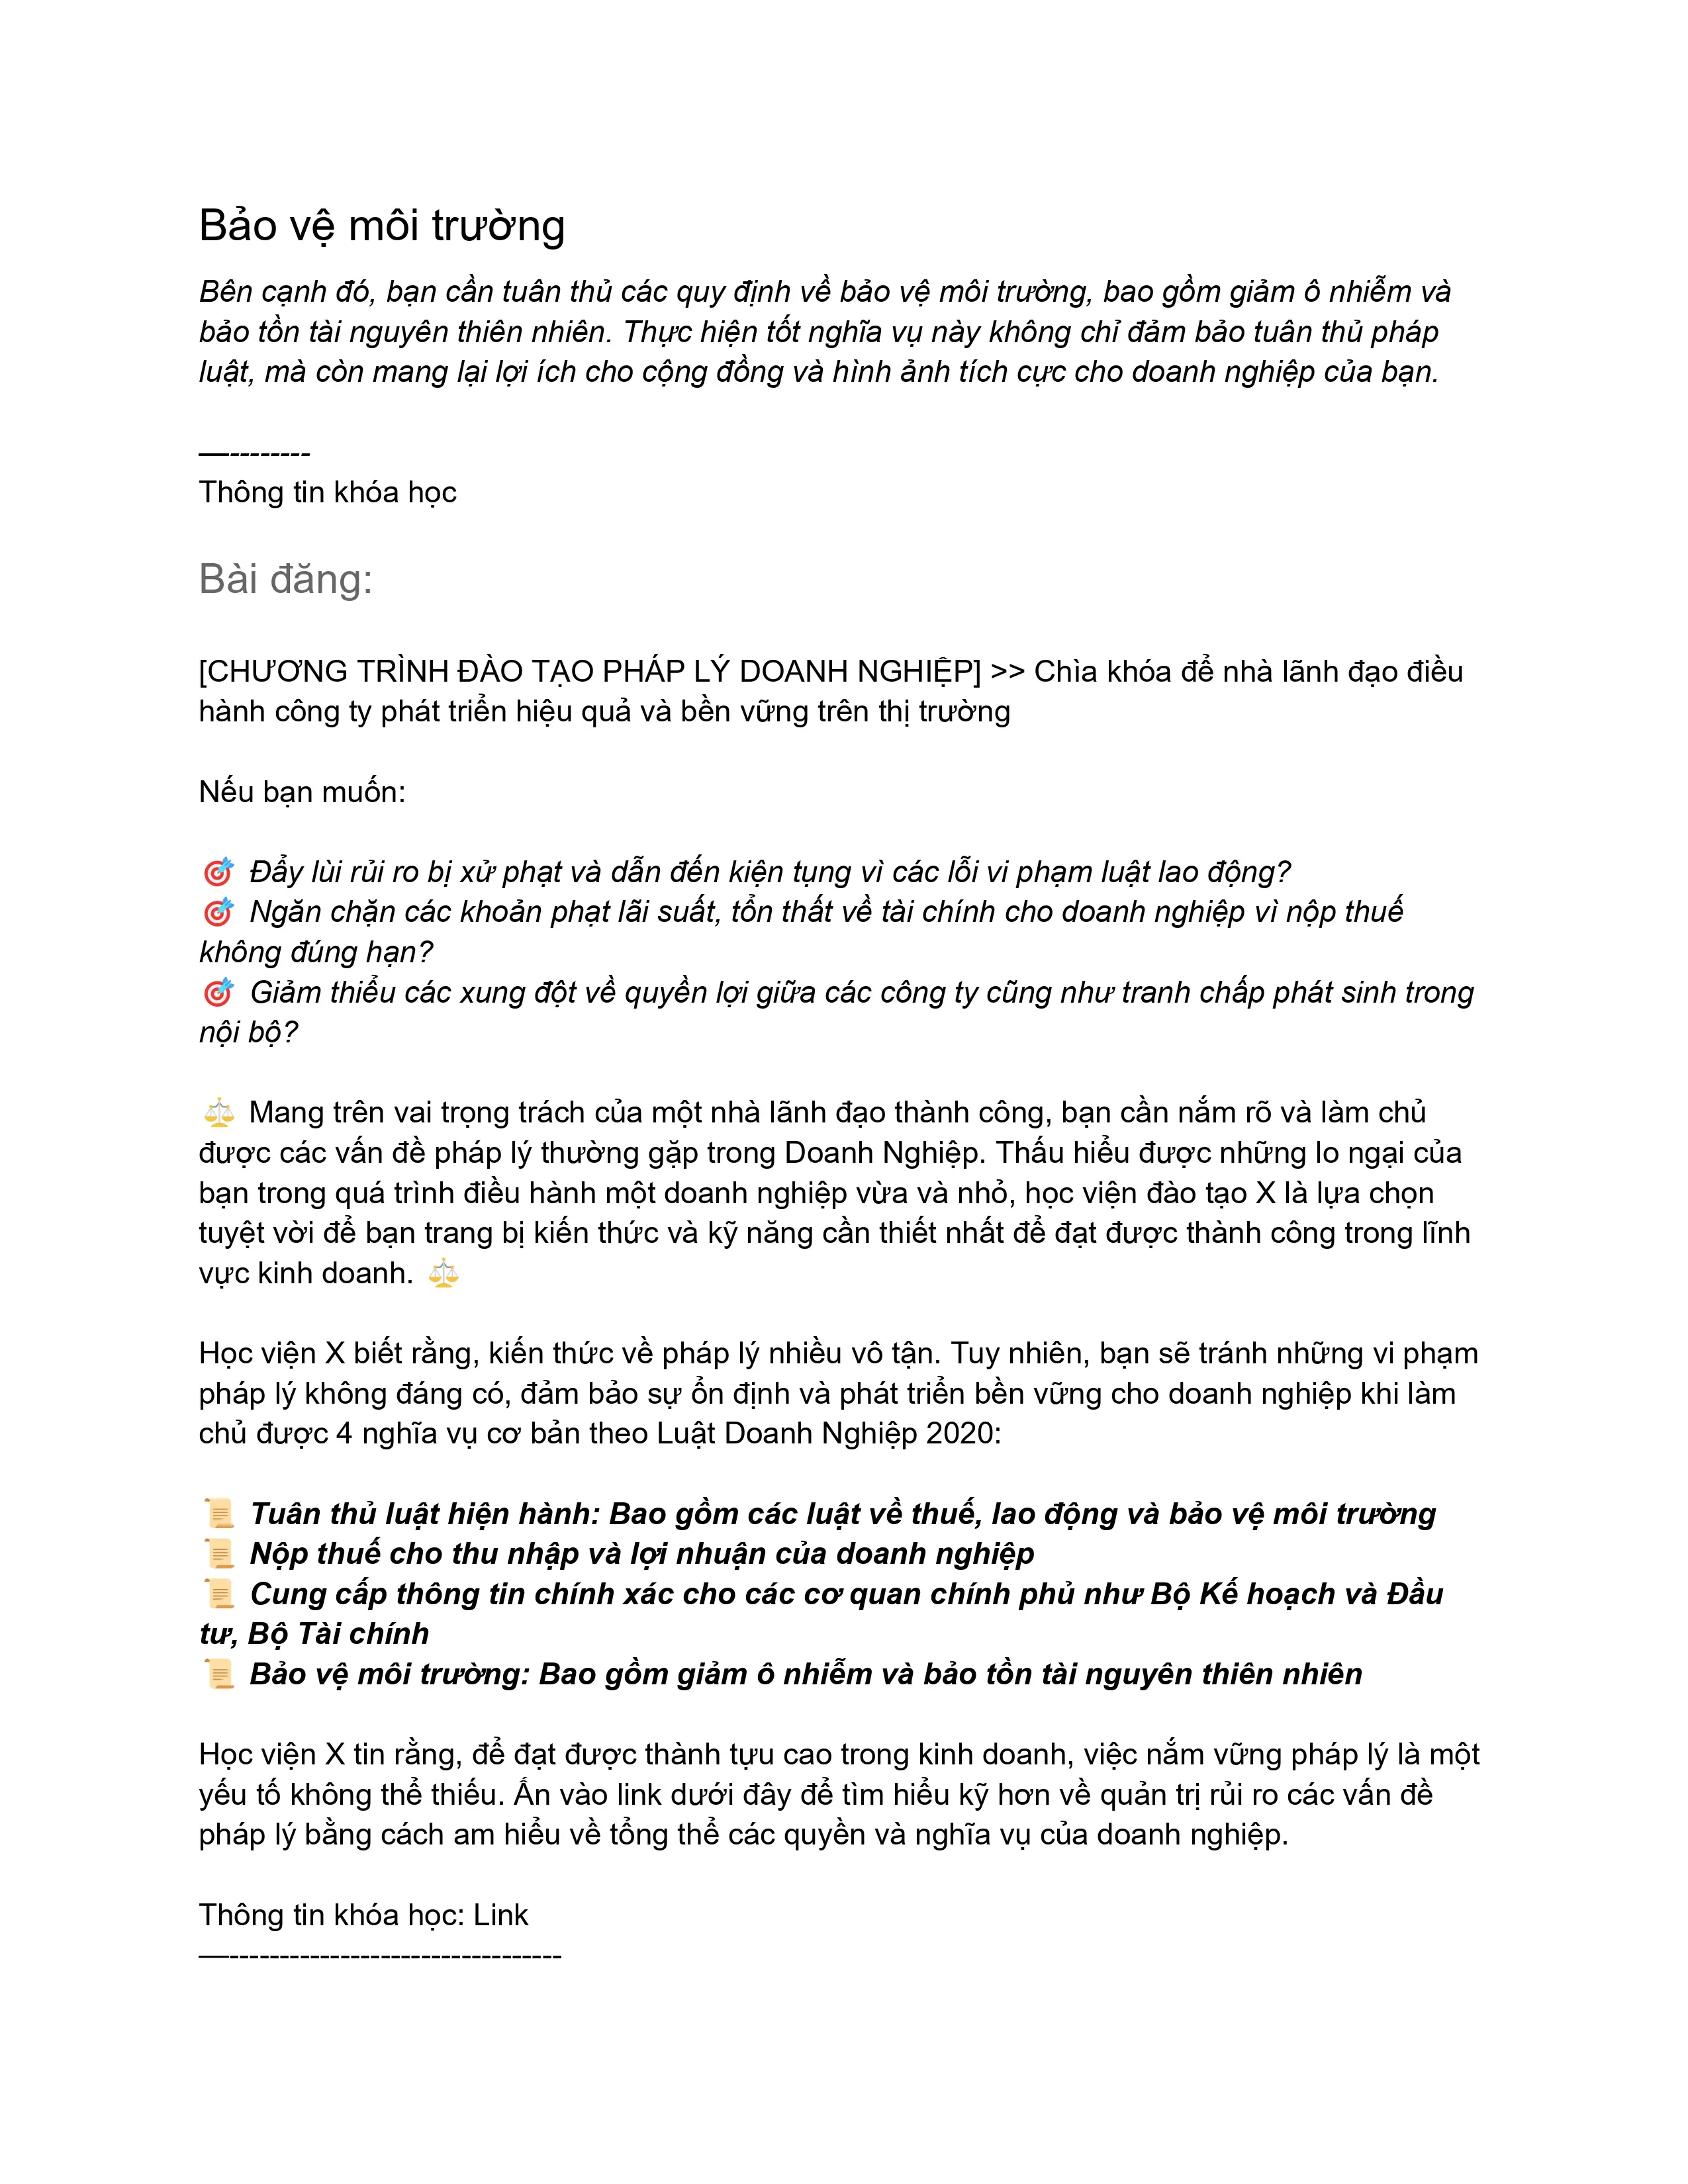 Bảo vệ môi trường
Bên cạnh đó, bạn cần tuân thủ các quy định về bảo vệ môi trường, bao gồm giảm ô nhiễm và
bảo tồn tài nguyên thiên nhiên. Thực hiện tốt nghĩa vụ này không chỉ đảm bảo tuân thủ pháp
luật, mà còn mang lại lợi ích cho cộng đồng và hình ảnh tích cực cho doanh nghiệp của bạn.
—--------
Thông tin khóa học
Bài đăng:
[CHƯƠNG TRÌNH ĐÀO TẠO PHÁP LÝ DOANH NGHIỆP] >> Chìa khóa để nhà lãnh đạo điều
hành công ty phát triển hiệu quả và bền vững trên thị trường
Nếu bạn muốn:
🎯 Đẩy lùi rủi ro bị xử phạt và dẫn đến kiện tụng vì các lỗi vi phạm luật lao động?
🎯 Ngăn chặn các khoản phạt lãi suất, tổn thất về tài chính cho doanh nghiệp vì nộp thuế
không đúng hạn?
🎯 Giảm thiểu các xung đột về quyền lợi giữa các công ty cũng như tranh chấp phát sinh trong
nội bộ?
⚖️ Mang trên vai trọng trách của một nhà lãnh đạo thành công, bạn cần nắm rõ và làm chủ
được các vấn đề pháp lý thường gặp trong Doanh Nghiệp. Thấu hiểu được những lo ngại của
bạn trong quá trình điều hành một doanh nghiệp vừa và nhỏ, học viện đào tạo X là lựa chọn
tuyệt vời để bạn trang bị kiến thức và kỹ năng cần thiết nhất để đạt được thành công trong lĩnh
vực kinh doanh. ⚖️
Học viện X biết rằng, kiến thức về pháp lý nhiều vô tận. Tuy nhiên, bạn sẽ tránh những vi phạm
pháp lý không đáng có, đảm bảo sự ổn định và phát triển bền vững cho doanh nghiệp khi làm
chủ được 4 nghĩa vụ cơ bản theo Luật Doanh Nghiệp 2020:
📜 Tuân thủ luật hiện hành: Bao gồm các luật về thuế, lao động và bảo vệ môi trường
📜 Nộp thuế cho thu nhập và lợi nhuận của doanh nghiệp
📜 Cung cấp thông tin chính xác cho các cơ quan chính phủ như Bộ Kế hoạch và Đầu
tư, Bộ Tài chính
📜 Bảo vệ môi trường: Bao gồm giảm ô nhiễm và bảo tồn tài nguyên thiên nhiên
Học viện X tin rằng, để đạt được thành tựu cao trong kinh doanh, việc nắm vững pháp lý là một
yếu tố không thể thiếu. Ấn vào link dưới đây để tìm hiểu kỹ hơn về quản trị rủi ro các vấn đề
pháp lý bằng cách am hiểu về tổng thể các quyền và nghĩa vụ của doanh nghiệp.
Thông tin khóa học: Link
—---------------------------------